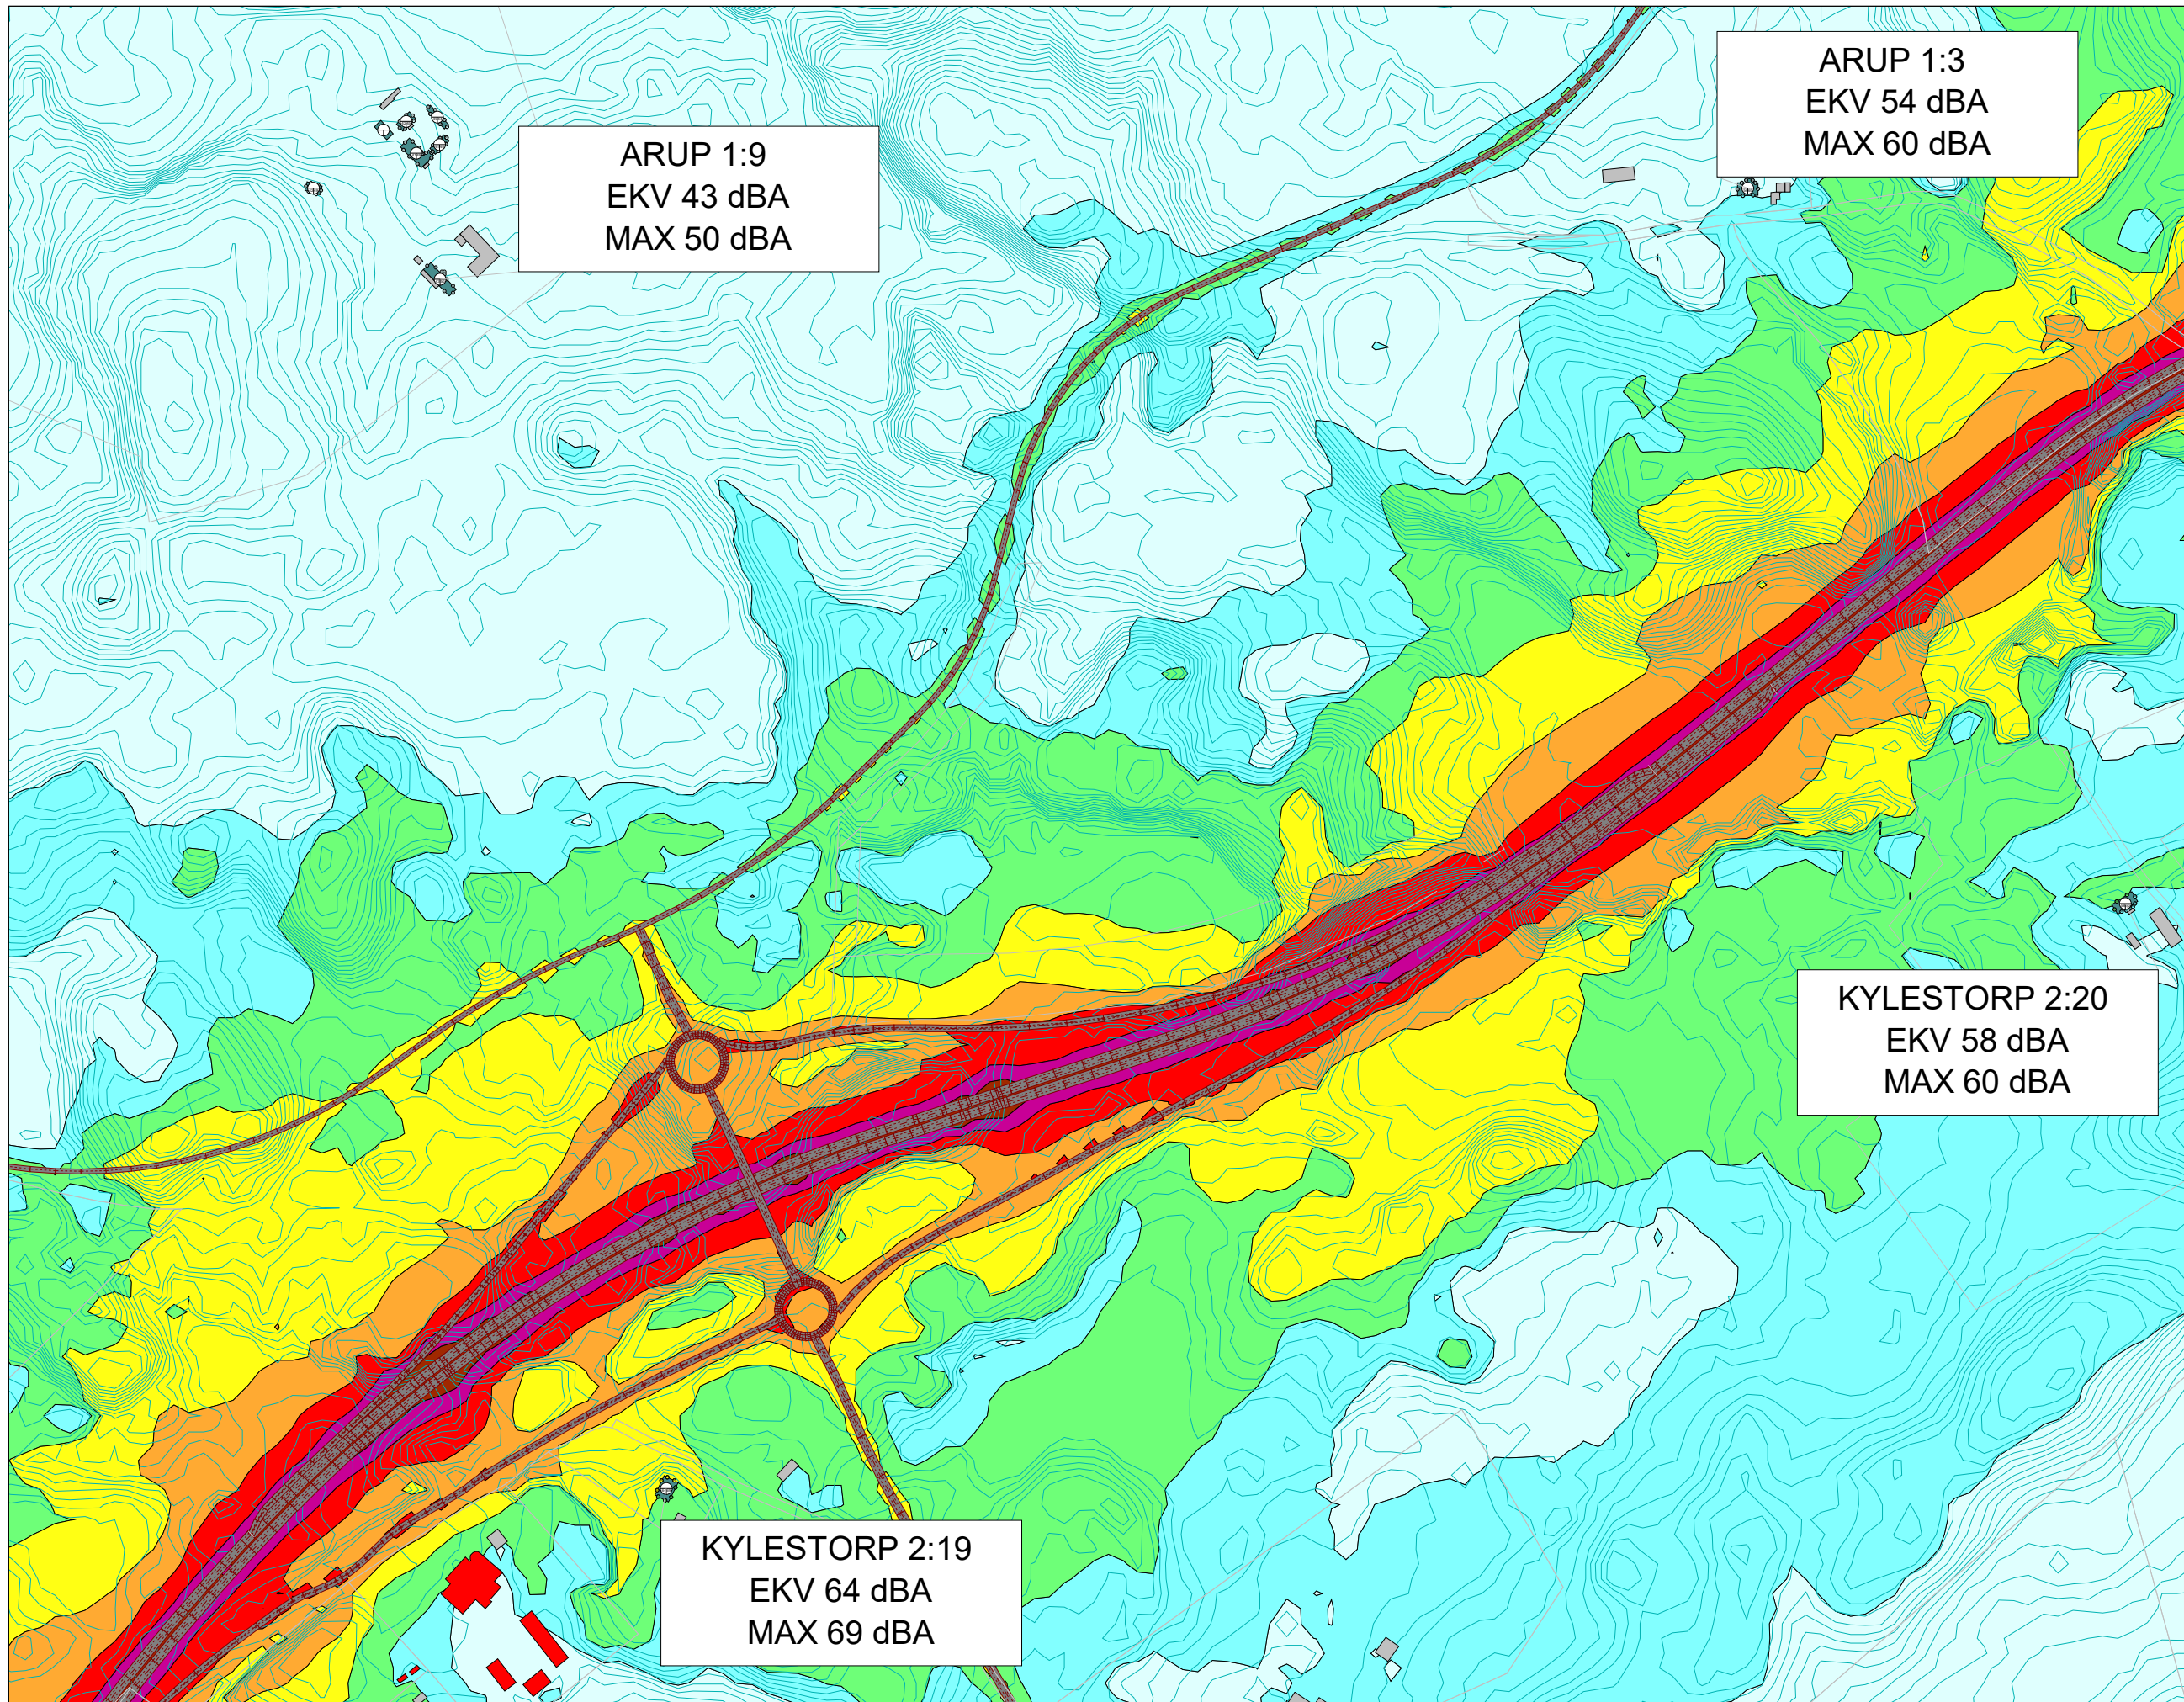 ARUP 1:3
EKV 54 dBA
MAX 60 dBA
ARUP 1:9
EKV 43 dBA
MAX 50 dBA
KYLESTORP 2:20
EKV 58 dBA
MAX 60 dBA
KYLESTORP 2:19
EKV 64 dBA
MAX 69 dBA